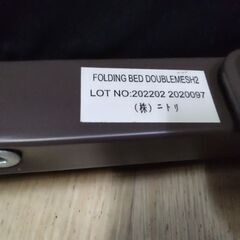 FOLDING BED DOUBLEMESH2
LOT NO:202202 2020097
(株)ニトリ